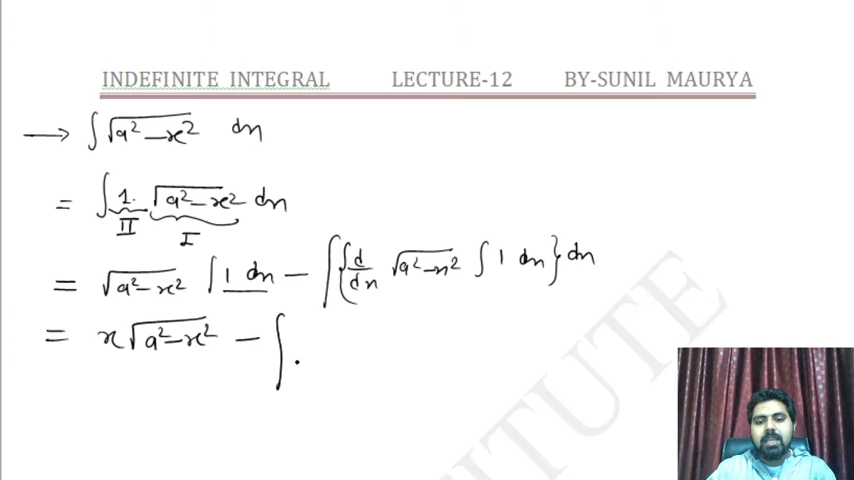 INDEFINITE INTEGRAL LECTURE-12 BY-SUNIL MAURYA
→ ∫ √a² – x² dx
= ∫ 1. √a² – x² dx
II I
= √a² – x² ∫ 1 dx – ∫ { d/dx √a² – x² ∫ 1 dx } dx
= x √a² – x² – ∫ .
TITUTE